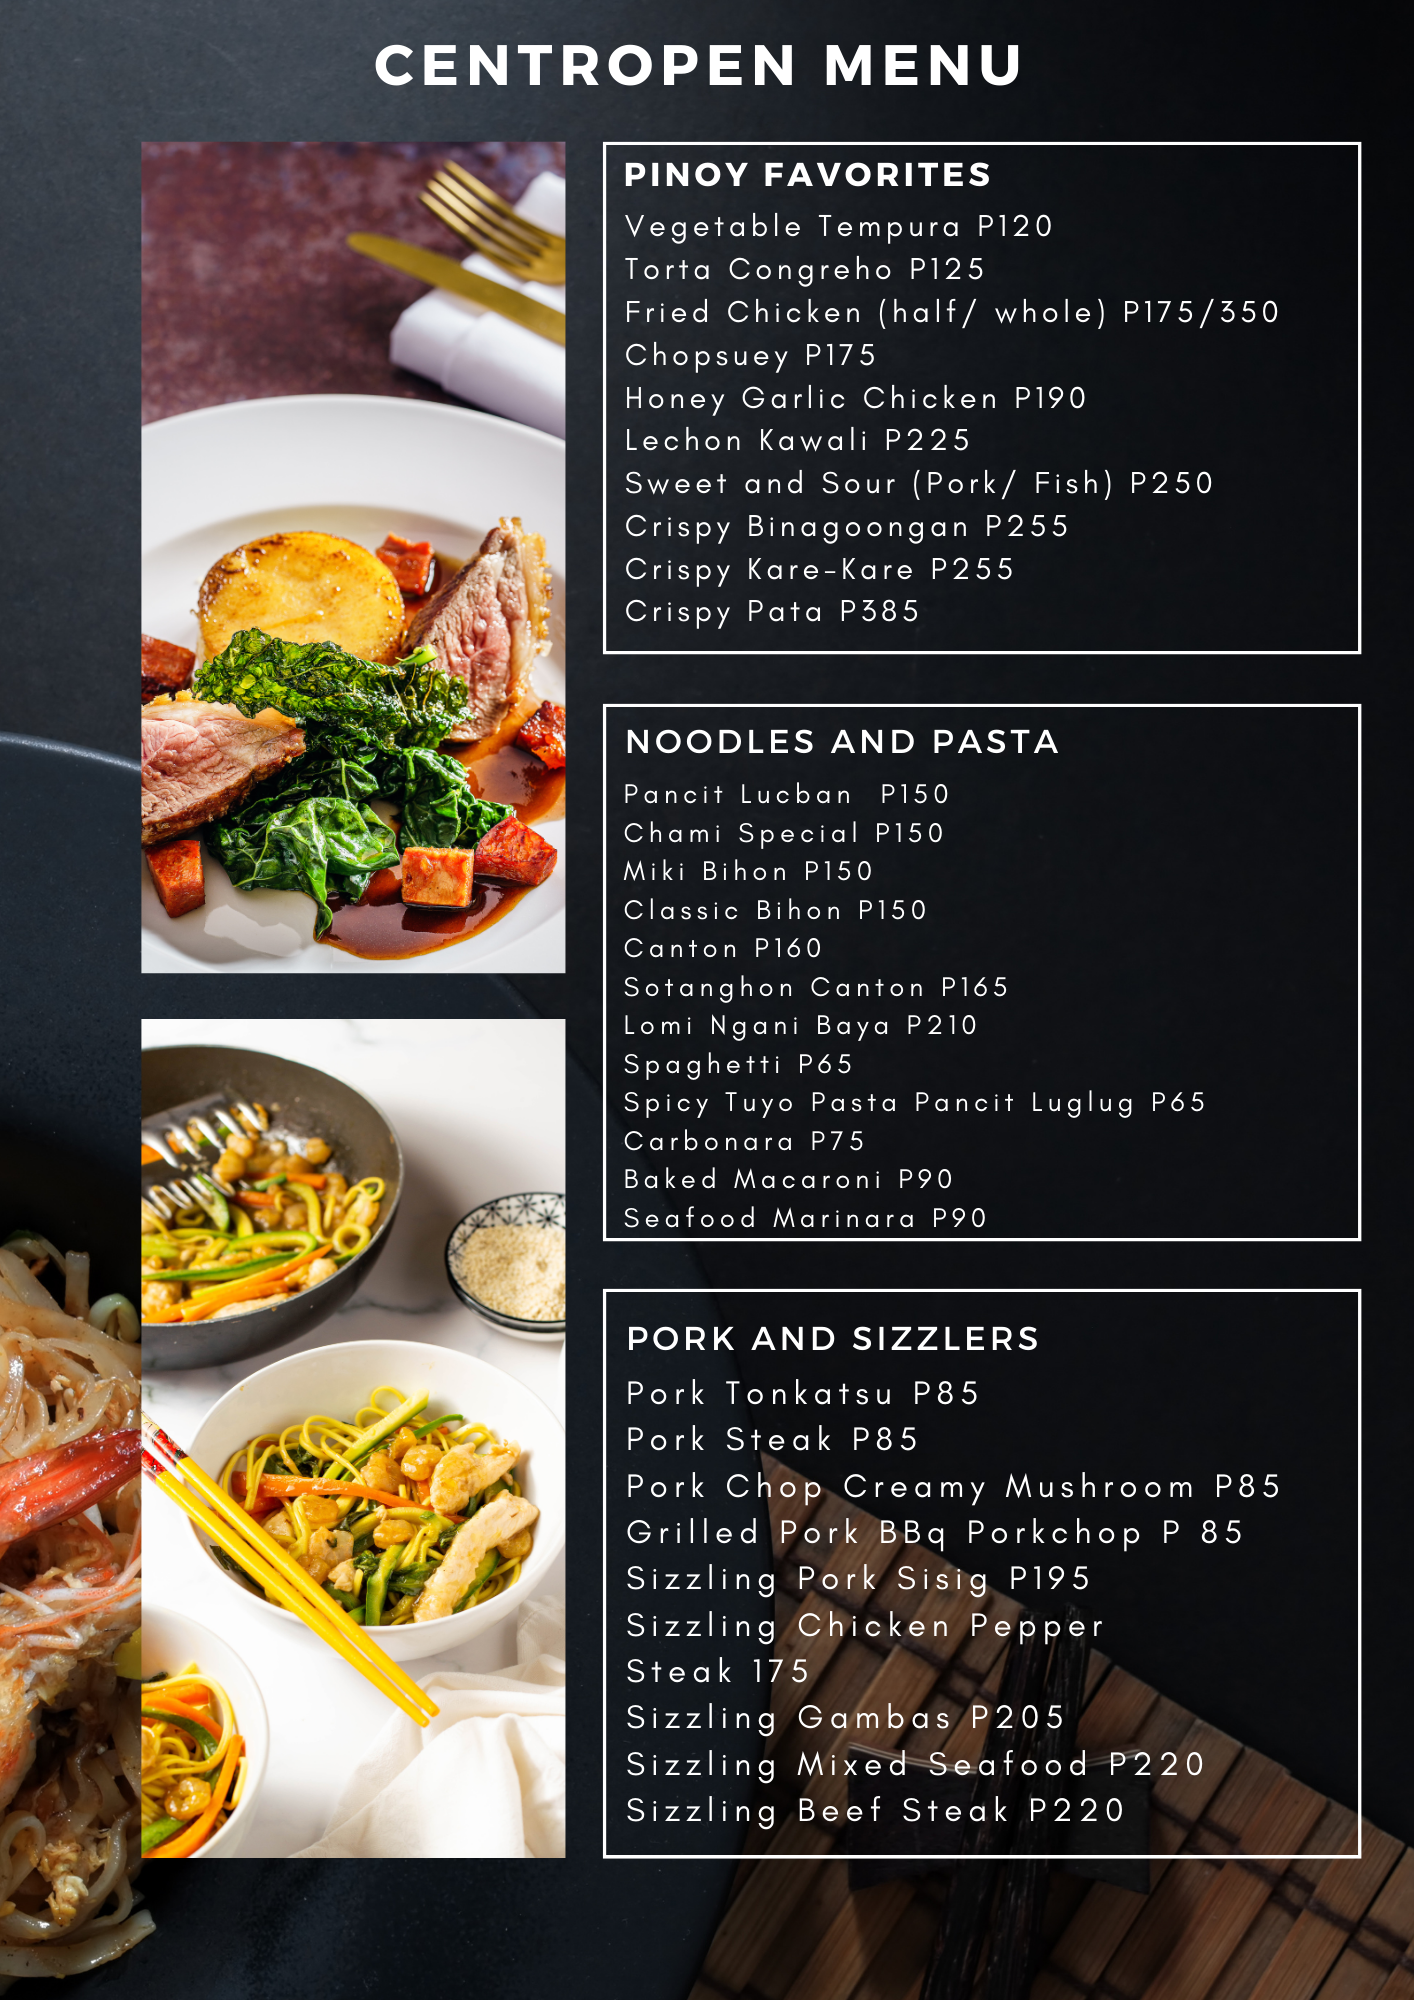 CENTROPEN MENU
PINOY FAVORITES
Vegetable Tempura P120
Torta Congreho P125
Fried Chicken (half/ whole) P175/350
Chopsuey P175
Honey Garlic Chicken P190
Lechon Kawali P225
Sweet and Sour (Pork/ Fish) P250
Crispy Binagoongan P255
Crispy Kare-Kare P255
Crispy Pata P385
NOODLES AND PASTA
Pancit Lucban P150
Chami Special P150
Miki Bihon P150
Classic Bihon P150
Canton P160
Sotanghon Canton P165
Lomi Ngani Baya P210
Spaghetti P65
Spicy Tuyo Pasta Pancit Luglug P65
Carbonara P75
Baked Macaroni P90
Seafood Marinara P90
PORK AND SIZZLERS
Pork Tonkatsu P85
Pork Steak P85
Pork Chop Creamy Mushroom P85
Grilled Pork BBq Porkchop P 85
Sizzling Pork Sisig P195
Sizzling Chicken Pepper
Steak 175
Sizzling Gambas P205
Sizzling Mixed Seafood P220
Sizzling Beef Steak P220